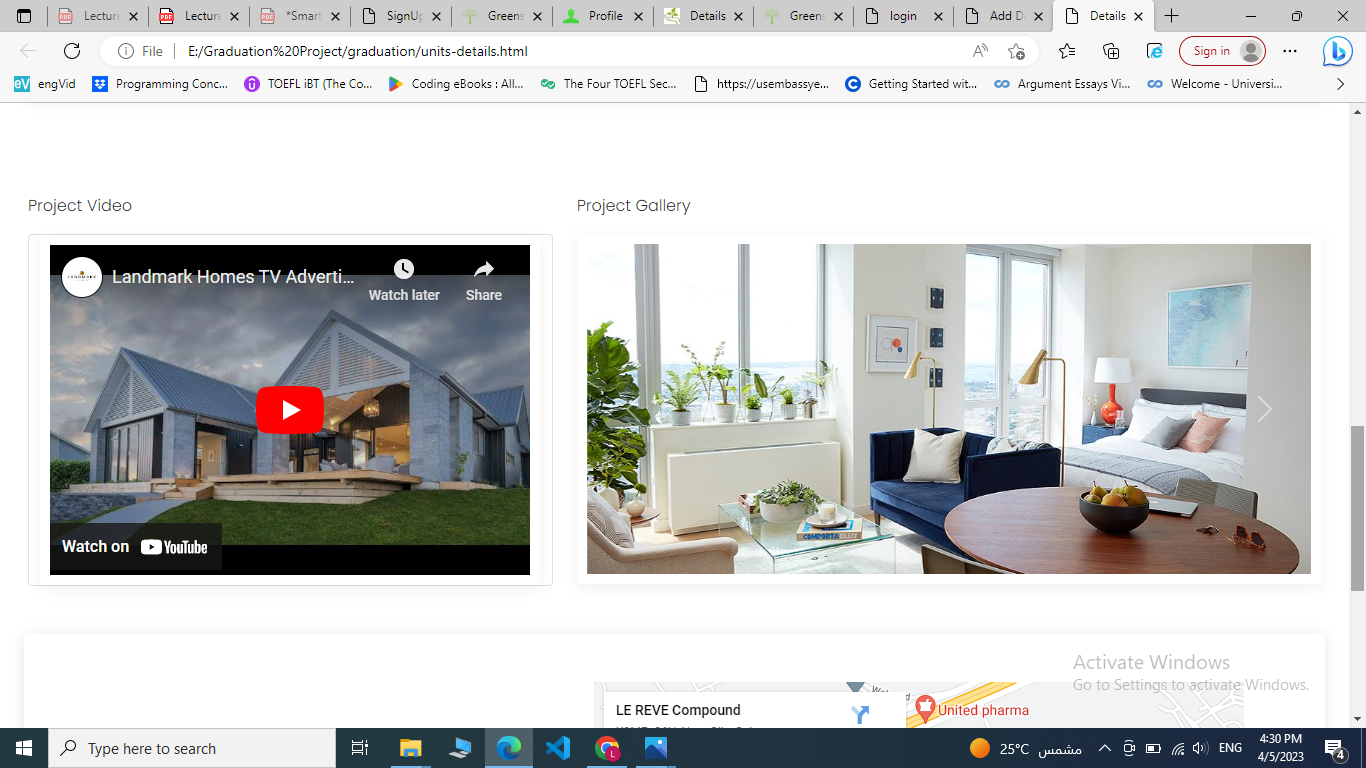 Lecture
Lecture
*Smart
SignUp
Greens
Profile
Details
Greens
login
Add D
Details
File
E:/Graduation%20Project/graduation/units-details.html
Sign in
eV engVid
Programming Conc...
TOEFL iBT (The Co...
Coding eBooks : All...
The Four TOEFL Sec...
https://usembassye...
Getting Started wit...
Argument Essays Vi...
Welcome - Universi...
Project Video
Project Gallery
LANDMARK
Landmark Homes TV Adverti...
Watch later
Share
Watch on YouTube
COMPORTA
Activate Windows
Go to Settings to activate Windows.
LE REVE Compound
United pharma
Type here to search
25°C مشمس
ENG
4:30 PM
4/5/2023
4